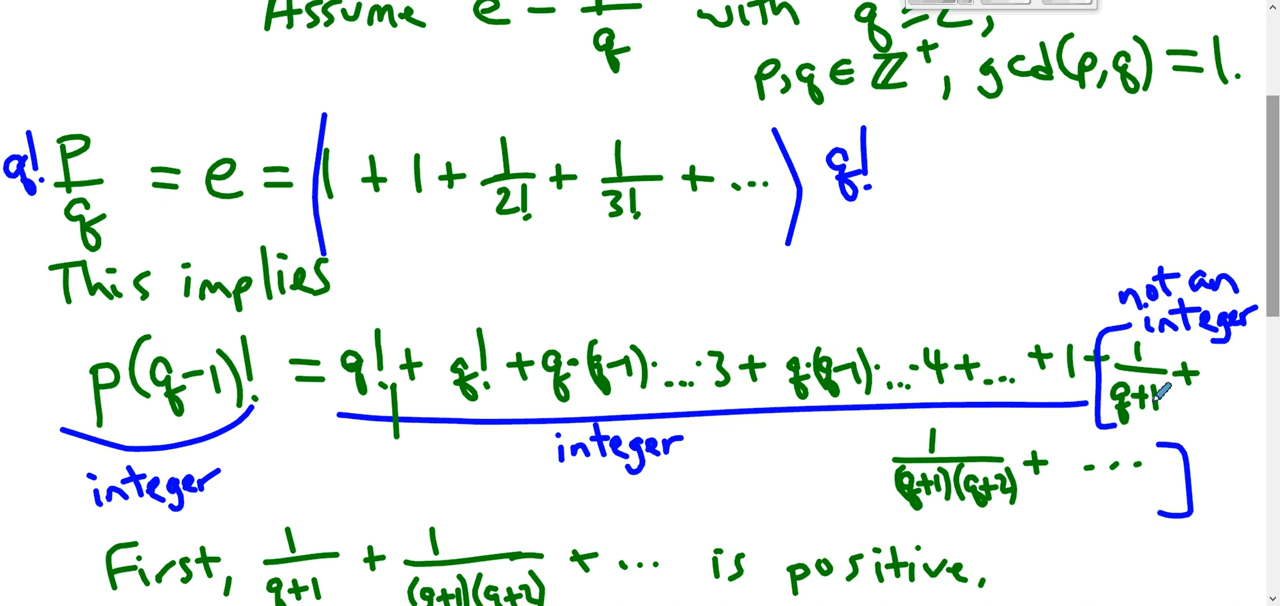 Assume e = p/q with q ≥ 2,
p,q ∈ ℤ⁺, gcd(p,q) = 1.
q! p/q = e = (1 + 1 + 1/2! + 1/3! + ...) q!
This implies
not an
integer
p(q-1)! = q! + q! + q·(q-1)·...·3 + q·(q-1)·...·4 + ... + 1 + [1/(q+1) +
integer
integer
1/((q+1)(q+2)) + ...]
First, 1/(q+1) + 1/((q+1)(q+2)) + ... is positive.